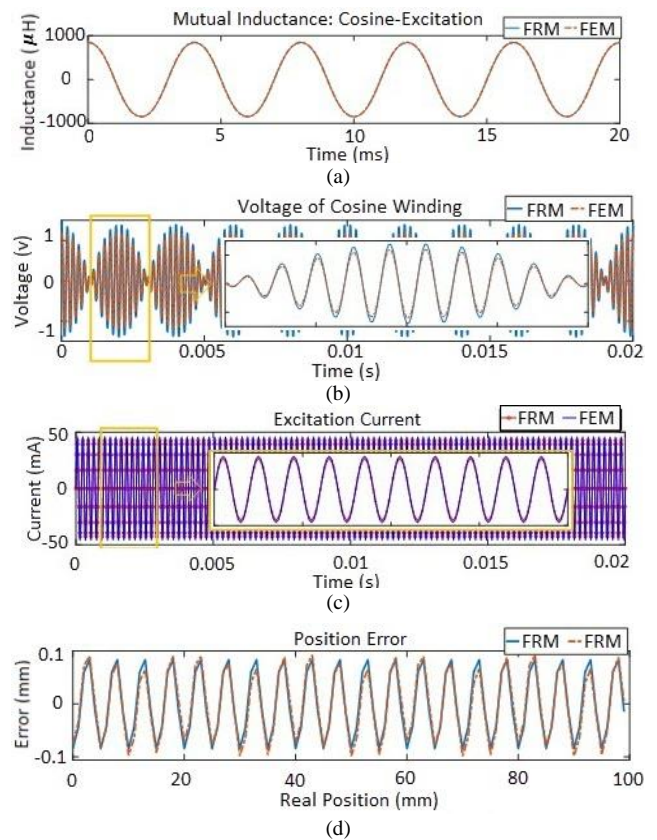 Mutual Inductance: Cosine-Excitation
FRM FEM
Inductance (μH)
1000
0
-1000
0 5 10 15 20
Time (ms)
(a)
Voltage of Cosine Winding
FRM FEM
Voltage (v)
1
0
-1
0 0.005 0.01 0.015 0.02
Time (s)
(b)
Excitation Current
FRM FEM
Current (mA)
50
0
-50
0 0.005 0.01 0.015 0.02
Time (s)
(c)
Position Error
FRM FRM
Error (mm)
0.1
0
-0.1
0 20 40 60 80 100
Real Position (mm)
(d)